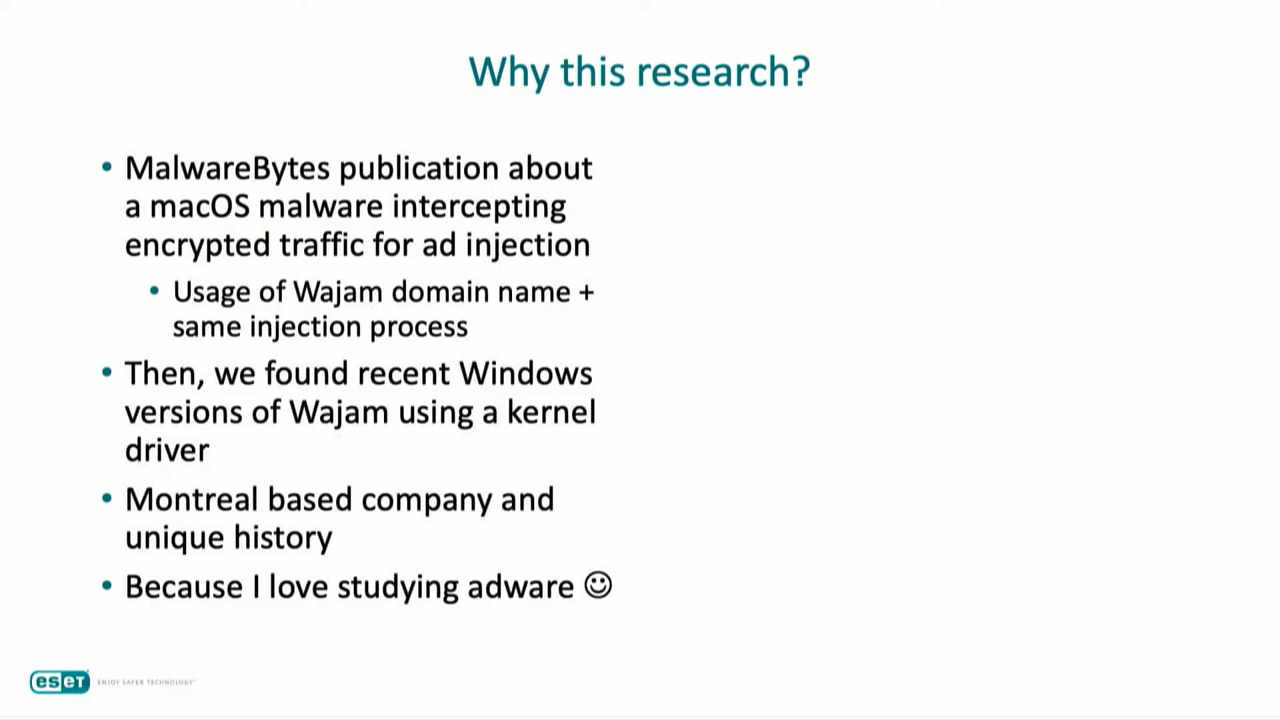 Why this research?
• MalwareBytes publication about
a macOS malware intercepting
encrypted traffic for ad injection
• Usage of Wajam domain name +
same injection process
• Then, we found recent Windows
versions of Wajam using a kernel
driver
• Montreal based company and
unique history
• Because I love studying adware ☺
eset ENJOY SAFER TECHNOLOGY™